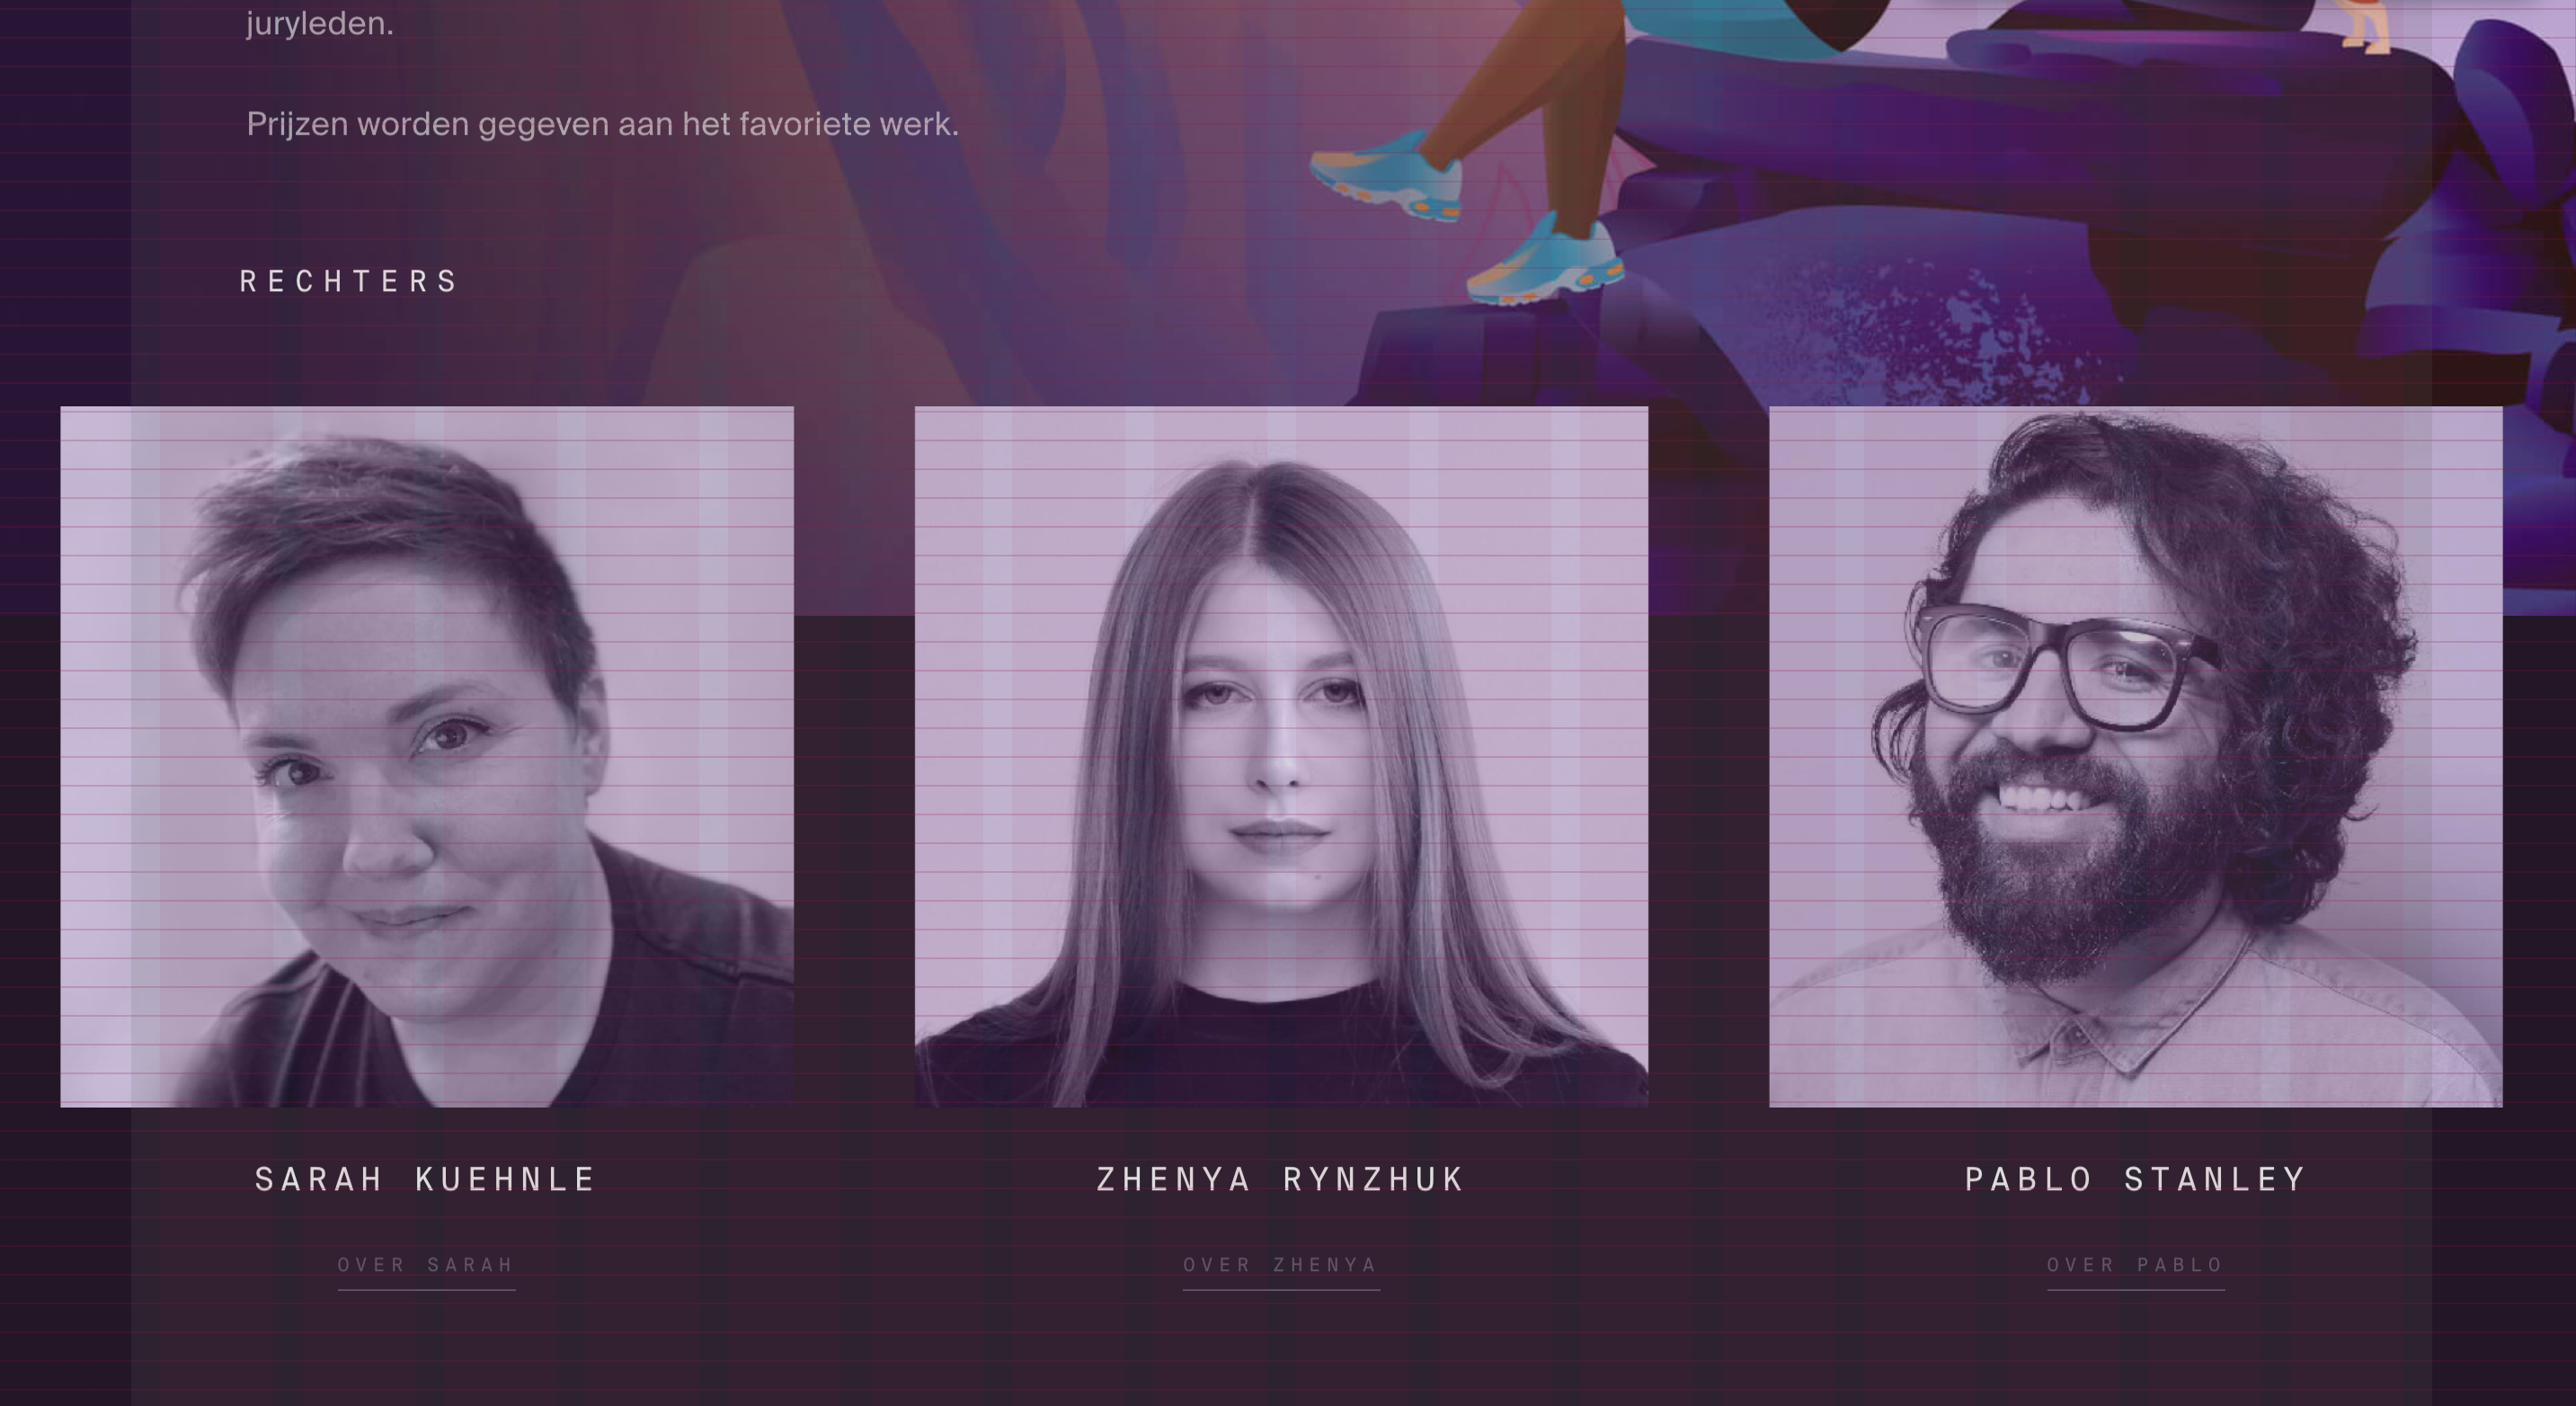 juryleden.
Prijzen worden gegeven aan het favoriete werk.
RECHTERS
SARAH KUEHNLE
ZHENYA RYNZHUK
PABLO STANLEY
OVER SARAH
OVER ZHENYA
OVER PABLO